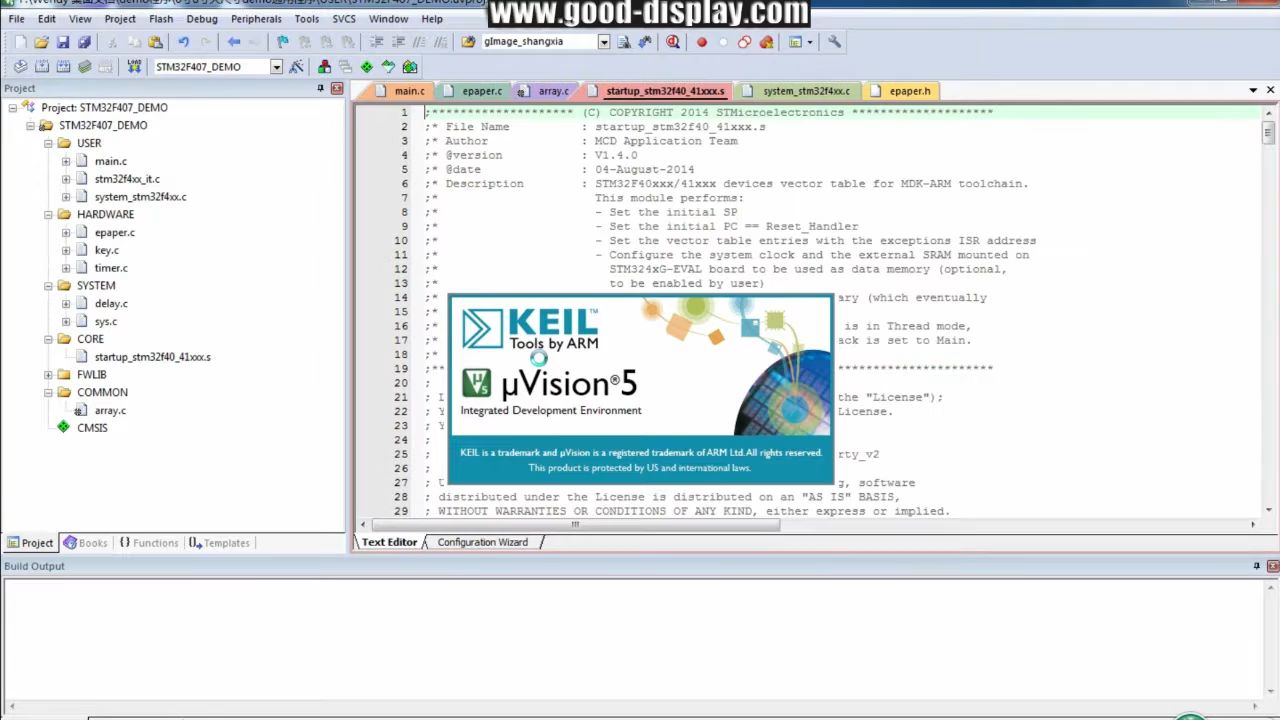 www.good-display.com
File Edit View Project Flash Debug Peripherals Tools SVCS Window Help
gImage_shangxia
STM32F407_DEMO
Project
main.c epaper.c array.c startup_stm32f40_41xxx.s system_stm32f4xx.c epaper.h
Project: STM32F407_DEMO
STM32F407_DEMO
USER
main.c
stm32f4xx_it.c
system_stm32f4xx.c
HARDWARE
epaper.c
key.c
timer.c
SYSTEM
delay.c
sys.c
CORE
startup_stm32f40_41xxx.s
FWLIB
COMMON
array.c
CMSIS
1 ;******************** (C) COPYRIGHT 2014 STMicroelectronics ********************
2 ;* File Name : startup_stm32f40_41xxx.s
3 ;* Author : MCD Application Team
4 ;* @version : V1.4.0
5 ;* @date : 04-August-2014
6 ;* Description : STM32F40xxx/41xxx devices vector table for MDK-ARM toolchain.
7 ;* This module performs:
8 ;* - Set the initial SP
9 ;* - Set the initial PC == Reset_Handler
10 ;* - Set the vector table entries with the exceptions ISR address
11 ;* - Configure the system clock and the external SRAM mounted on
12 ;* STM324xG-EVAL board to be used as data memory (optional,
13 ;* to be enabled by user)
14 ;* ary (which eventually
15 ;*
16 ;* is in Thread mode,
17 ;* ack is set to Main.
18 ;*
19 ;** *********************
20 ;
21 ; the "License");
22 ; License.
23 ;
24 ;
25 ; rty_v2
26 ;
27 ; g, software
28 ; distributed under the License is distributed on an "AS IS" BASIS,
29 ; WITHOUT WARRANTIES OR CONDITIONS OF ANY KIND, either express or implied.
KEIL™
Tools by ARM
µVision®5
Integrated Development Environment
KEIL is a trademark and µVision is a registered trademark of ARM Ltd. All rights reserved.
This product is protected by US and international laws.
Project Books Functions Templates
Text Editor Configuration Wizard
Build Output